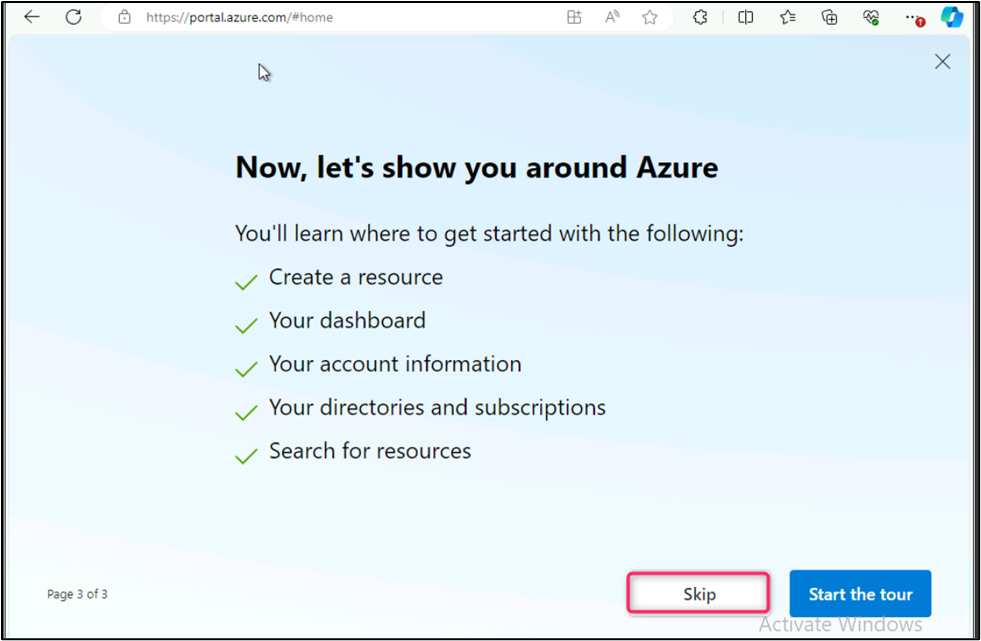 https://portal.azure.com/#home
Now, let's show you around Azure
You'll learn where to get started with the following:
Create a resource
Your dashboard
Your account information
Your directories and subscriptions
Search for resources
Page 3 of 3
Skip
Start the tour
Activate Windows